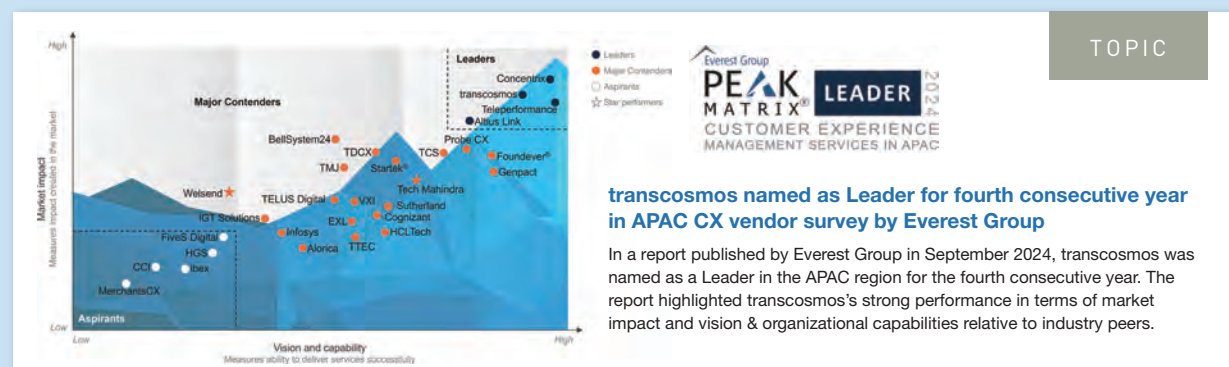 TOPIC
High
Leaders
Concentrix
transcosmos
Teleperformance
Altius Link
Major Contenders
BellSystem24
TDCX
TMJ
Startek®
TCS
Probe CX
Foundever®
Genpact
Tech Mahindra
Welsend
TELUS Digital
VXI
Sutherland
IGT Solutions
EXL
Cognizant
Infosys
Alorica
TTEC
HCLTech
FiveS Digital
HGS
CCI
Ibex
MerchantsCX
Aspirants
Market impact
Measures impact created in the market
Low
Low
High
Vision and capability
Measures ability to deliver services successfully
Leaders
Major Contenders
Aspirants
Star performers
Everest Group
PEAK
MATRIX®
LEADER
2024
CUSTOMER EXPERIENCE
MANAGEMENT SERVICES IN APAC
transcosmos named as Leader for fourth consecutive year
in APAC CX vendor survey by Everest Group
In a report published by Everest Group in September 2024, transcosmos was
named as a Leader in the APAC region for the fourth consecutive year. The
report highlighted transcosmos's strong performance in terms of market
impact and vision & organizational capabilities relative to industry peers.